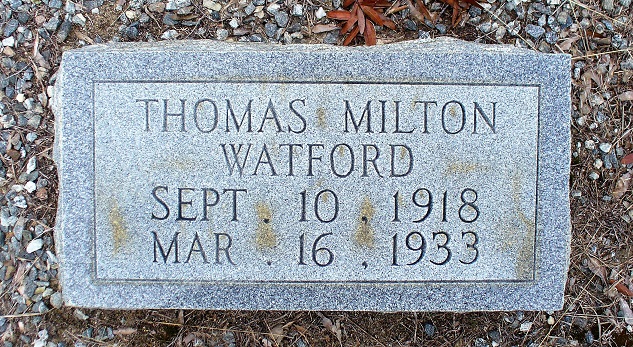 THOMAS MILTON
WATFORD
SEPT. 10, 1918
MAR. 16, 1933